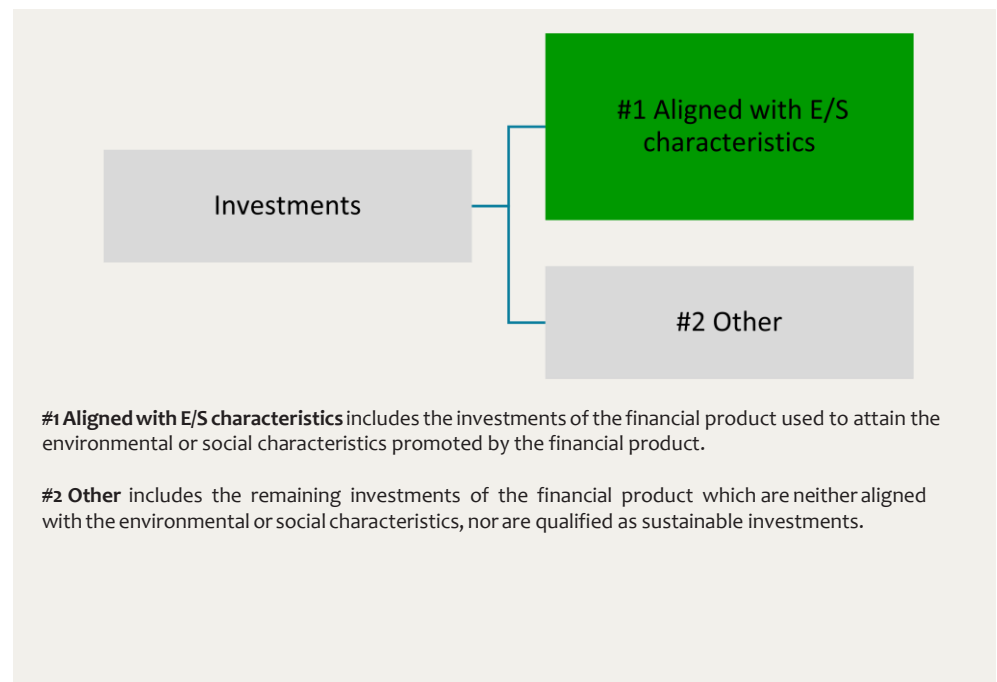 #1 Aligned with E/S
characteristics
Investments
#2 Other
#1 Aligned with E/S characteristics includes the investments of the financial product used to attain the
environmental or social characteristics promoted by the financial product.
#2 Other includes the remaining investments of the financial product which are neither aligned
with the environmental or social characteristics, nor are qualified as sustainable investments.